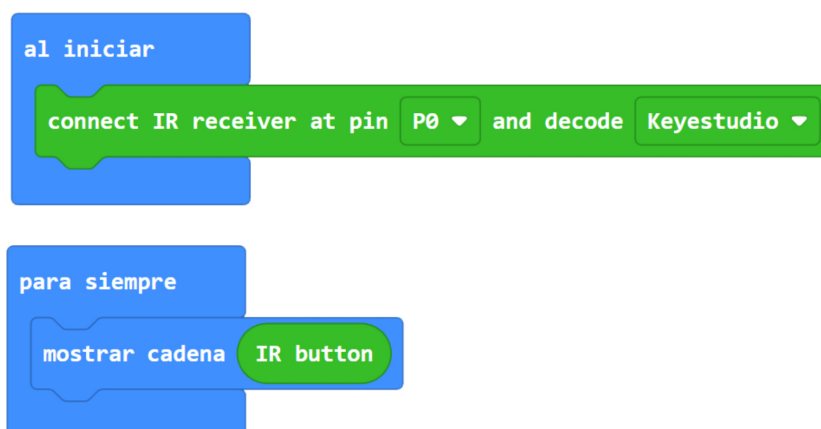 al iniciar
connect IR receiver at pin P0 and decode Keyestudio
para siempre
mostrar cadena IR button